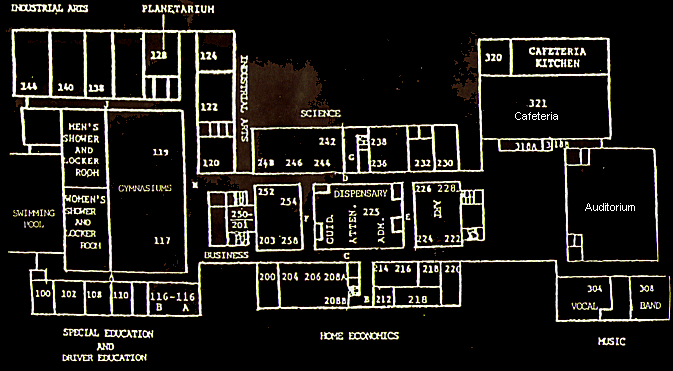 INDUSTRIAL ARTS
PLANETARIUM
128
144
140
138
124
122
120
INDUSTRIAL ARTS
320
CAFETERIA
KITCHEN
321
Cafeteria
318A
318B
J
MEN'S
SHOWER
AND
LOCKER
ROOM
119
GYMNASIUMS
117
H
WOMEN'S
SHOWER
AND
LOCKER
ROOM
SWIMMING
POOL
SCIENCE
242
248
246
244
G
238
236
232
230
D
252
254
203
258
250-
201
BUSINESS
F
DISPENSARY
GUID.
ATTEN.
225
ADM.
E
226
228
224
222
C
Auditorium
A
100
102
108
110
116-
B
116
A
200
204
206
208A
208B
B
214
216
218
220
212
218
304
VOCAL
308
BAND
SPECIAL EDUCATION
AND
DRIVER EDUCATION
HOME ECONOMICS
MUSIC